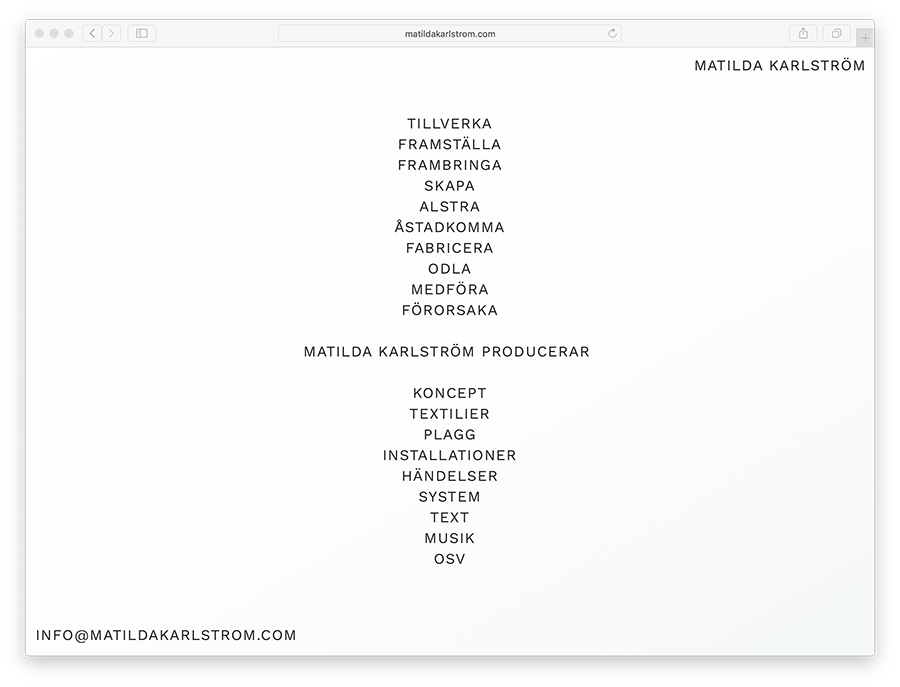 matildakarlstrom.com
MATILDA KARLSTRÖM
TILLVERKA
FRAMSTÄLLA
FRAMBRINGA
SKAPA
ALSTRA
ÅSTADKOMMA
FABRICERA
ODLA
MEDFÖRA
FÖRORSAKA
MATILDA KARLSTRÖM PRODUCERAR
KONCEPT
TEXTILIER
PLAGG
INSTALLATIONER
HÄNDELSER
SYSTEM
TEXT
MUSIK
OSV
INFO@MATILDAKARLSTROM.COM